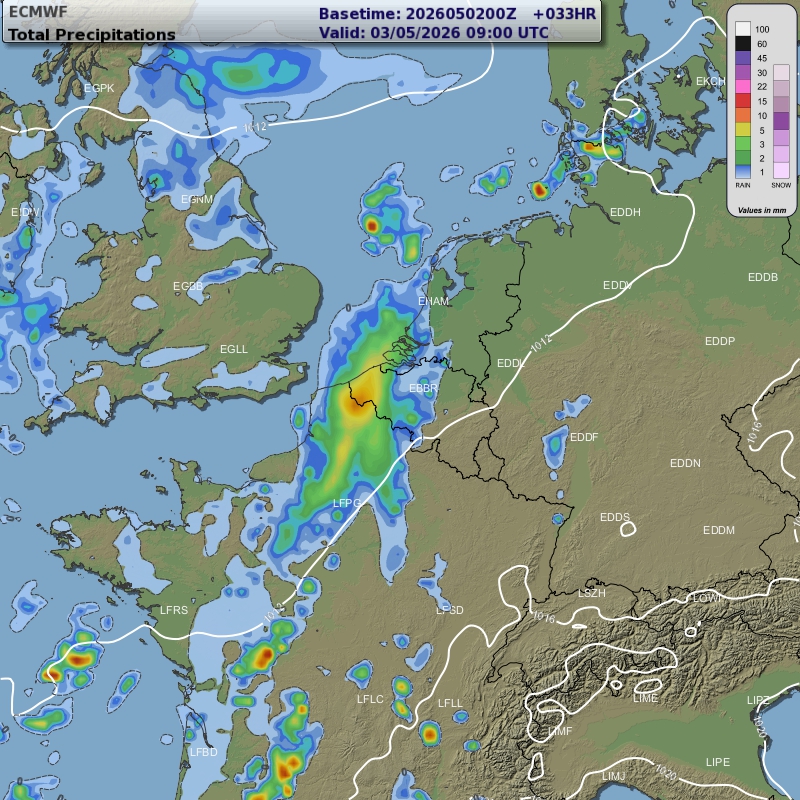 ECMWF
Basetime: 2026050200Z +033HR
Total Precipitations
Valid: 03/05/2026 09:00 UTC
100
60
45
30
22
15
10
5
3
2
1
RAIN
SNOW
Values in mm
EGPK
EKCH
1012
EGNM
EIDW
EDDH
EDDB
EGBB
EDDV
EHAM
EDDP
1012
EGLL
EDDL
EBBR
1016
EDDF
EDDN
LFPG
EDDS
EDDM
LSZH
LOWI
LFRS
1012
LFSD
1016
LFLC
LFLL
LIME
LIPZ
LIMF
1020
LFBD
LIPE
LIMJ
1020